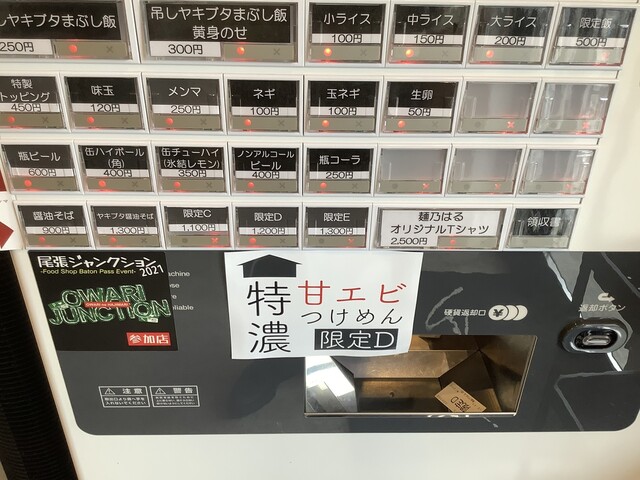 吊しヤキブタまぶし飯
250円
吊しヤキブタまぶし飯
黄身のせ
300円
小ライス
100円
中ライス
150円
大ライス
200円
限定飯
500円
特製
トッピング
450円
味玉
120円
メンマ
250円
ネギ
100円
玉ネギ
100円
生卵
50円
瓶ビール
600円
缶ハイボール
(角)
400円
缶チューハイ
(氷結レモン)
350円
ノンアルコール
ビール
400円
瓶コーラ
250円
醤油そば
900円
ヤキブタ醤油そば
1,300円
限定C
1,100円
限定D
1,200円
限定E
1,300円
麺乃はる
オリジナルTシャツ
2,500円
領収書
尾張ジャンクション
-Food Shop Baton Pass Event- 2021
OWARI
JUNCTION
参加店
machine
liable
特濃
甘エビ
つけめん
限定D
硬貨返却口
¥
返却ボタン
注意
警告